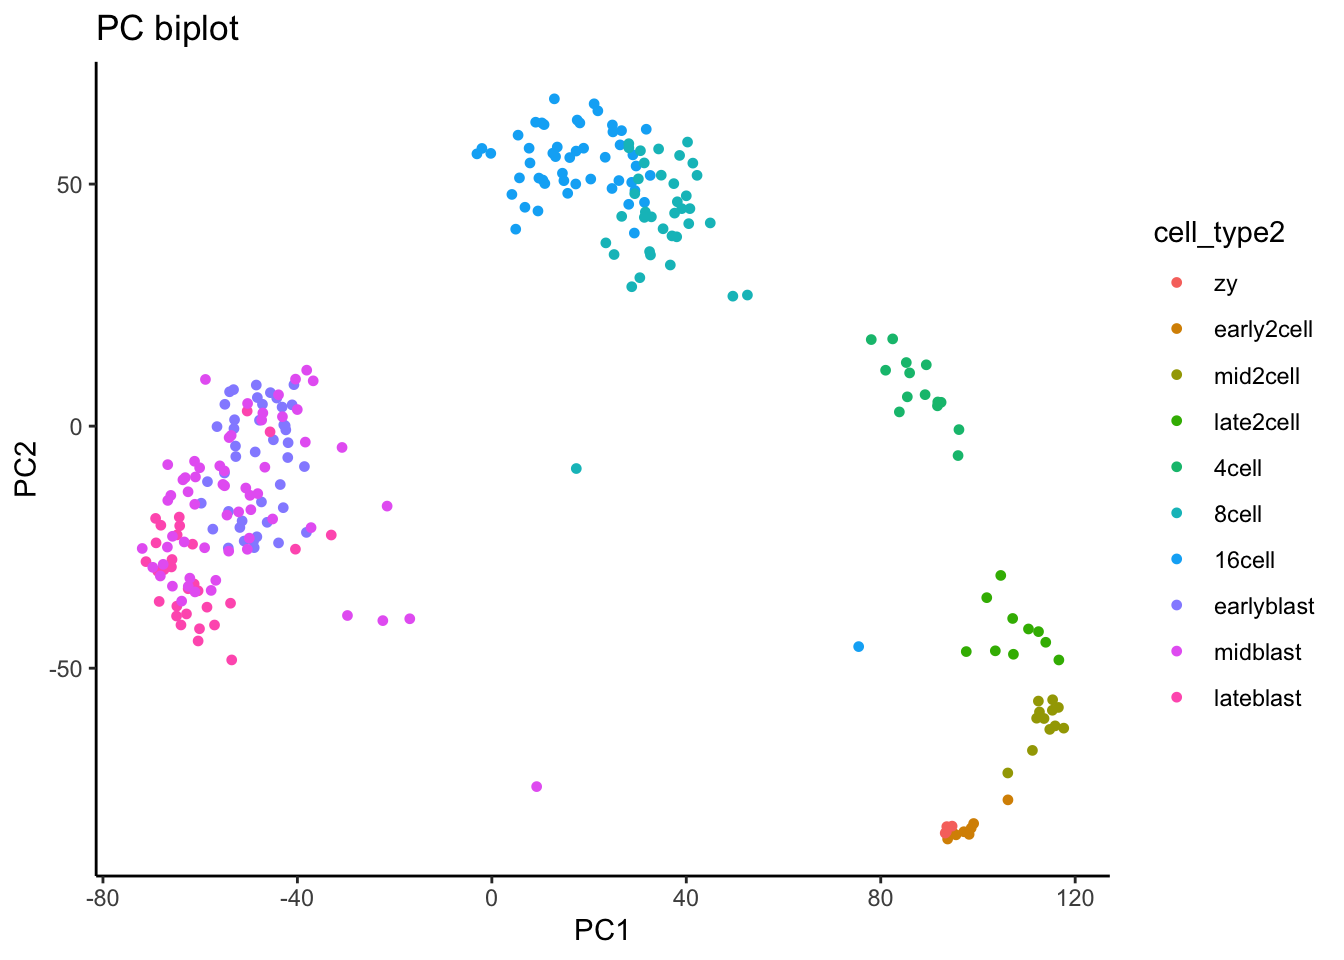 PC biplot
50
0
-50
PC2
-80
-40
0
40
80
120
PC1
cell_type2
zy
early2cell
mid2cell
late2cell
4cell
8cell
16cell
earlyblast
midblast
lateblast